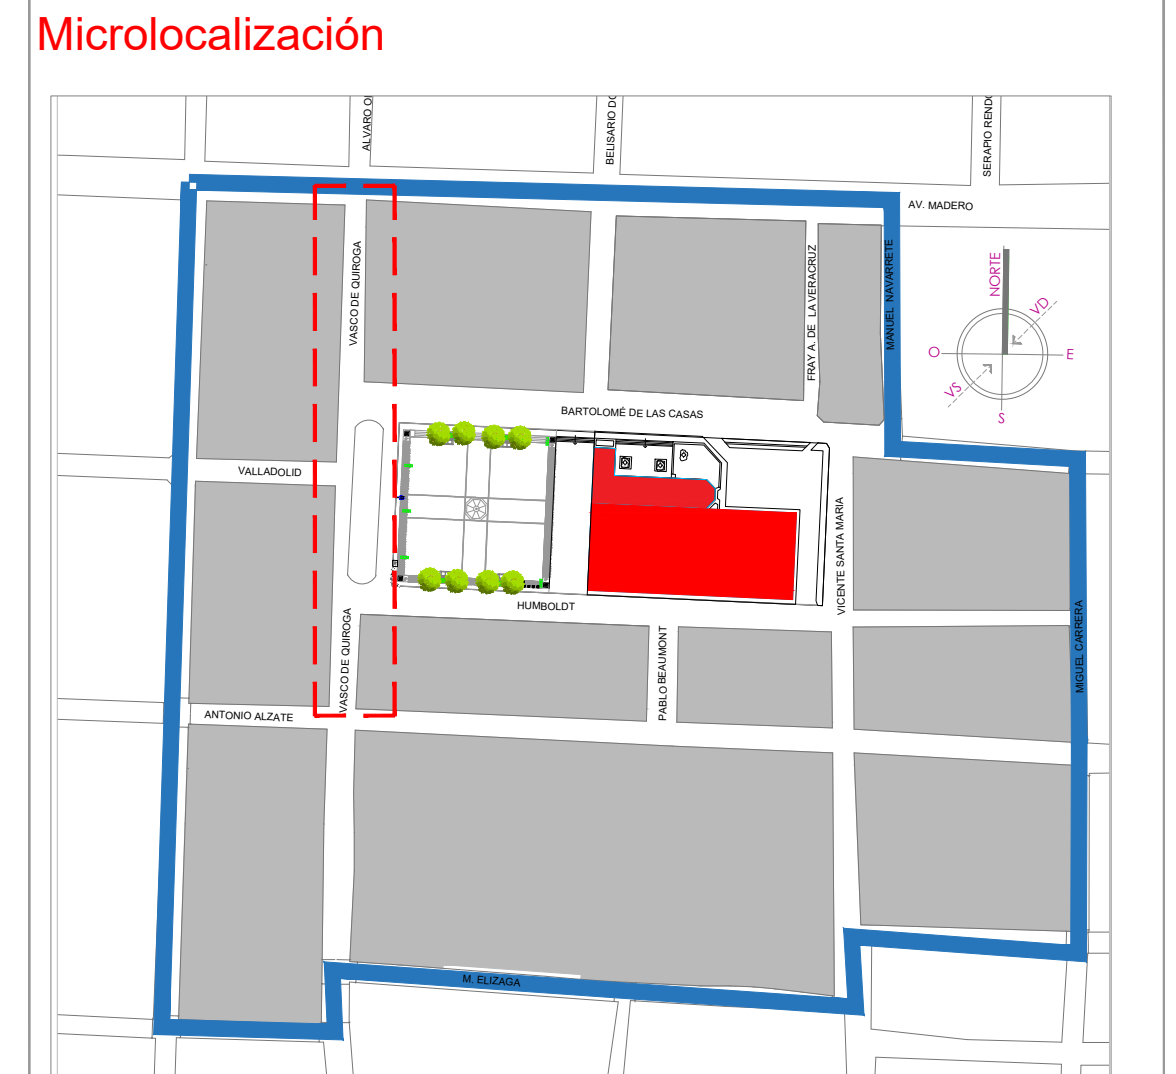 Microlocalización
ALVARO O
BELISARIO DO
SERAPIO REND
AV. MADERO
VASCO DE QUIROGA
FRAY A. DE LA VERACRUZ
MANUEL NAVARRETE
NORTE
VD
O
E
VS
S
BARTOLOMÉ DE LAS CASAS
VALLADOLID
VICENTE SANTA MARIA
HUMBOLDT
VASCO DE QUIROGA
PABLO BEAUMONT
MIGUEL CARRERA
ANTONIO ALZATE
M. ELIZAGA